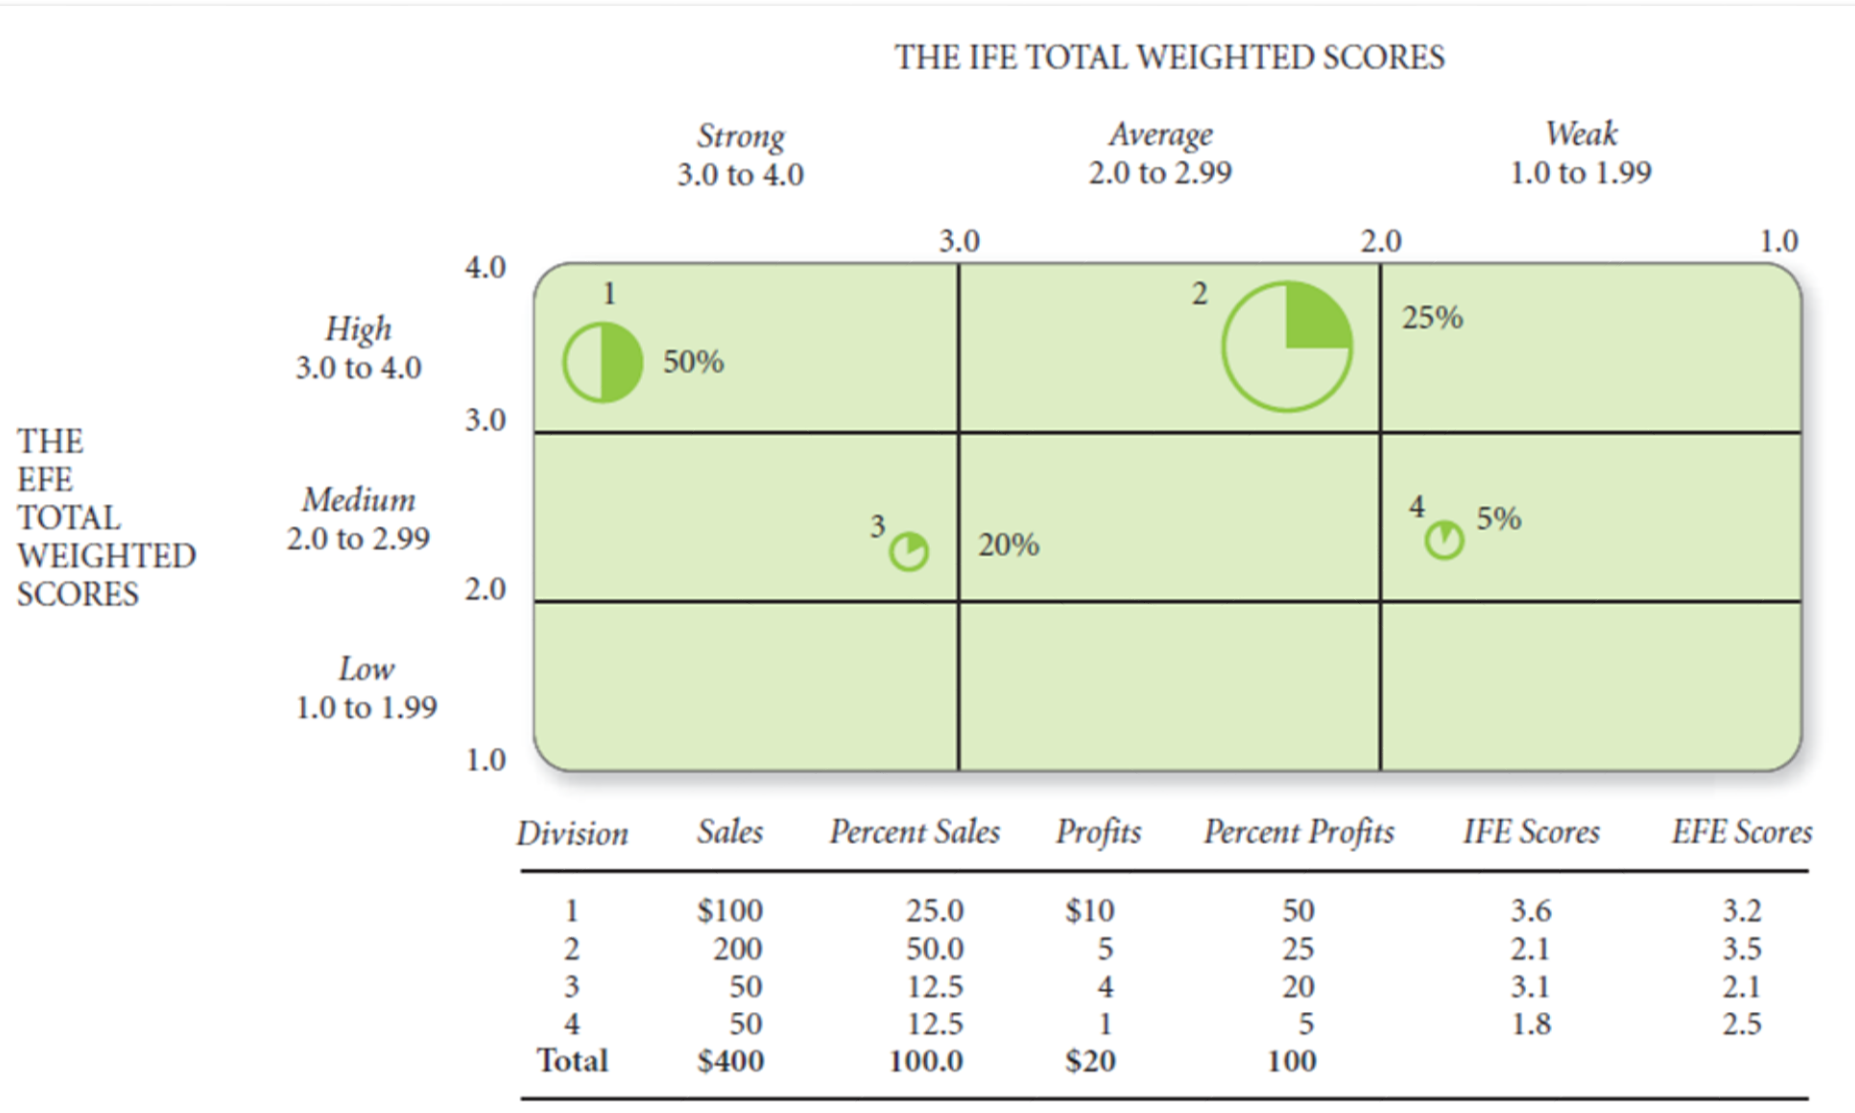 THE IFE TOTAL WEIGHTED SCORES
Strong Average Weak
3.0 to 4.0 2.0 to 2.99 1.0 to 1.99
3.0 2.0 1.0
4.0
1 2 25%
High
3.0 to 4.0
50%
3.0
THE
EFE
TOTAL
WEIGHTED
SCORES
Medium
2.0 to 2.99
3 20% 4 5%
2.0
Low
1.0 to 1.99
1.0
Division Sales Percent Sales Profits Percent Profits IFE Scores EFE Scores
1 $100 25.0 $10 50 3.6 3.2
2 200 50.0 5 25 2.1 3.5
3 50 12.5 4 20 3.1 2.1
4 50 12.5 1 5 1.8 2.5
Total $400 100.0 $20 100